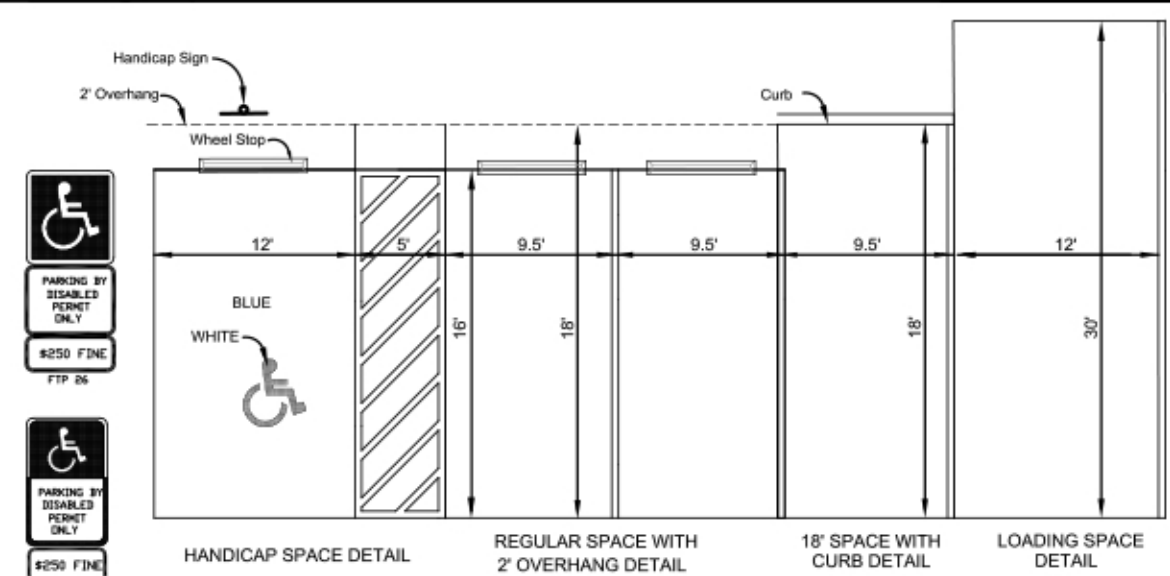 Handicap Sign
2' Overhang
Curb
Wheel Stop
12'
5'
9.5'
9.5'
9.5'
12'
BLUE
WHITE
16'
18'
18'
30'
PARKING BY
DISABLED
PERMIT
ONLY
$250 FINE
FTP 26
PARKING BY
DISABLED
PERMIT
ONLY
$250 FINE
HANDICAP SPACE DETAIL
REGULAR SPACE WITH
2' OVERHANG DETAIL
18' SPACE WITH
CURB DETAIL
LOADING SPACE
DETAIL